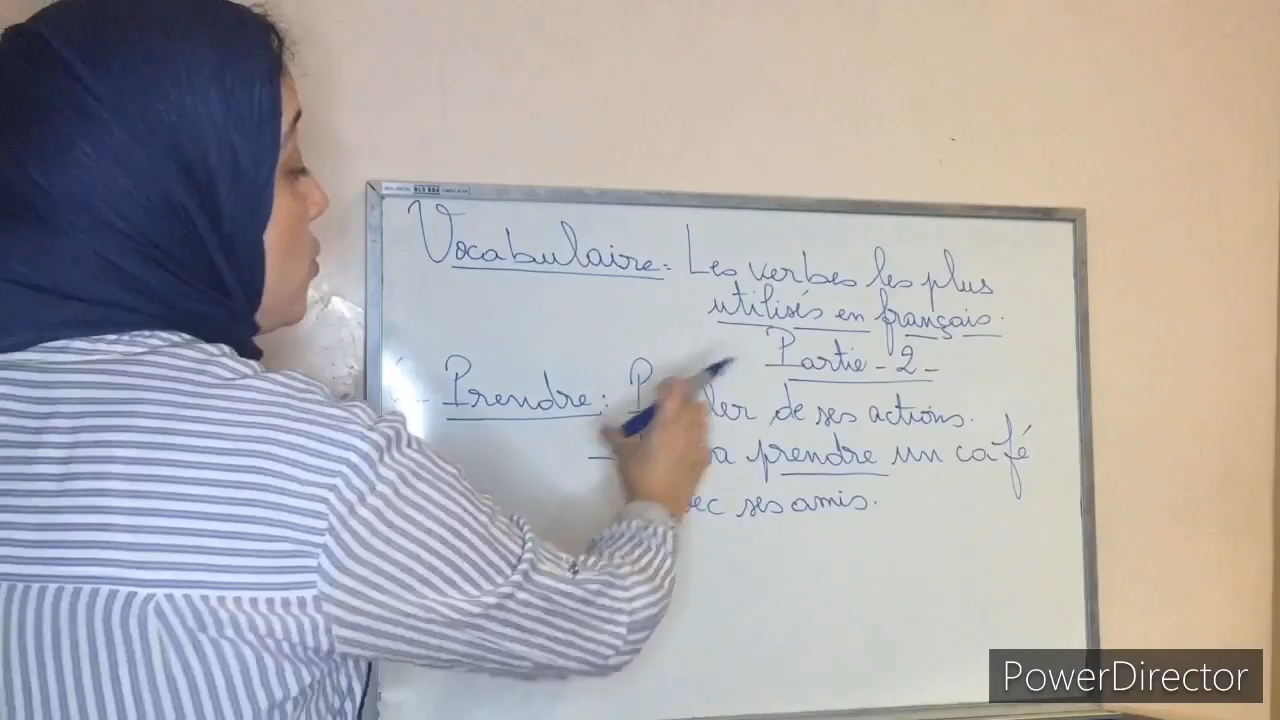 Vocabulaire: Les verbes les plus
utilisés en français.
Partie - 2 -
- Prendre: de ses actions.
prendre un café
ses amis.
PowerDirector